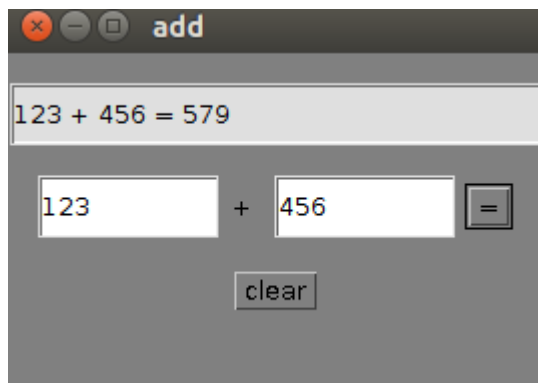 add
123 + 456 = 579
123 + 456 =
clear